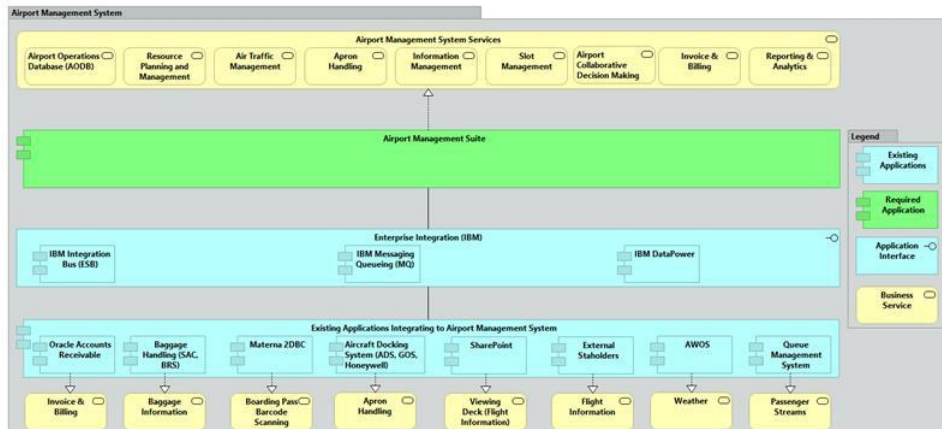 Airport Management System
Airport Management System Services
Airport Operations
Database (AODB)
Resource
Planning and
Management
Air Traffic
Management
Apron
Handling
Information
Management
Slot
Management
Airport
Collaborative
Decision Making
Invoice &
Billing
Reporting &
Analytics
Airport Management Suite
Legend
Existing
Applications
Required
Application
Application
Interface
Business
Service
Enterprise Integration (IBM)
IBM Integration
Bus (ESB)
IBM Messaging
Queueing (MQ)
IBM DataPower
Existing Applications Integrating to Airport Management System
Oracle Accounts
Receivable
Baggage
Handling (SAC,
BRS)
Materna 2DBC
Aircraft Docking
System (ADS, GOS,
Honeywell)
SharePoint
External
Staholders
AWOS
Queue
Management
System
Invoice &
Billing
Baggage
Information
Boarding Pass
Barcode
Scanning
Apron
Handling
Viewing
Deck (Flight
Information)
Flight
Information
Weather
Passenger
Streams